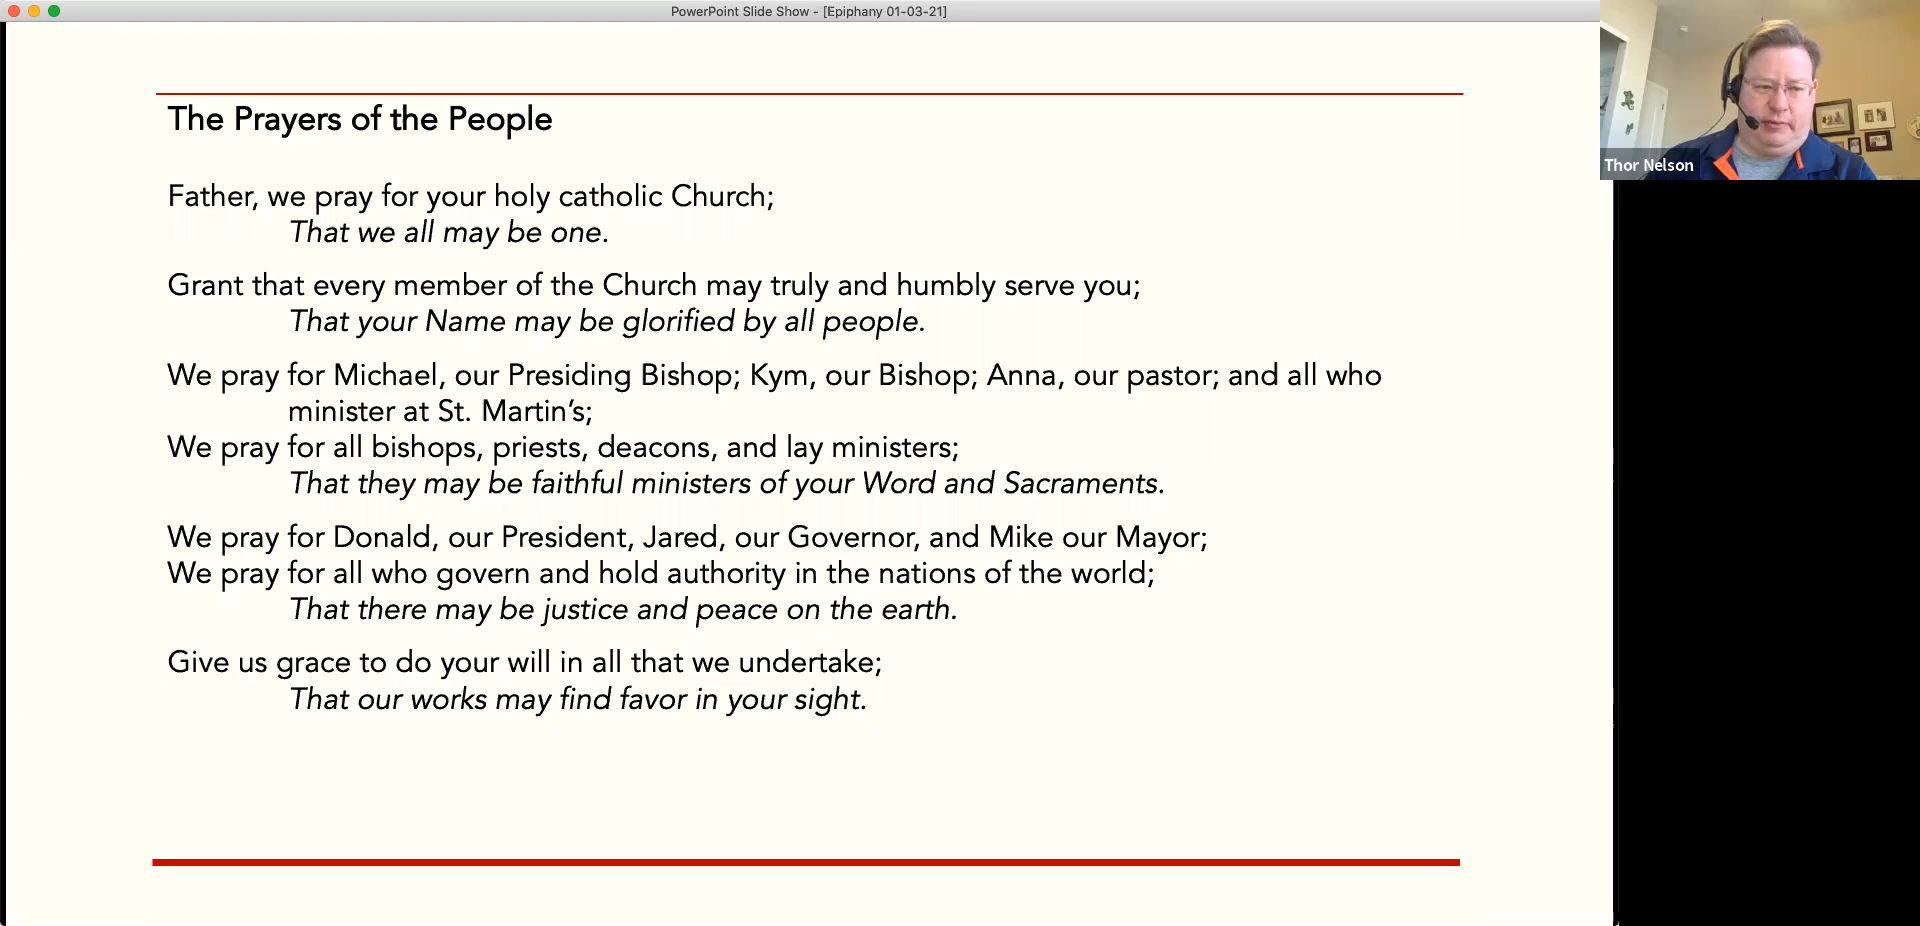 PowerPoint Slide Show - [Epiphany 01-03-21]
The Prayers of the People
Father, we pray for your holy catholic Church;
That we all may be one.
Grant that every member of the Church may truly and humbly serve you;
That your Name may be glorified by all people.
We pray for Michael, our Presiding Bishop; Kym, our Bishop; Anna, our pastor; and all who
minister at St. Martin’s;
We pray for all bishops, priests, deacons, and lay ministers;
That they may be faithful ministers of your Word and Sacraments.
We pray for Donald, our President, Jared, our Governor, and Mike our Mayor;
We pray for all who govern and hold authority in the nations of the world;
That there may be justice and peace on the earth.
Give us grace to do your will in all that we undertake;
That our works may find favor in your sight.
Thor Nelson